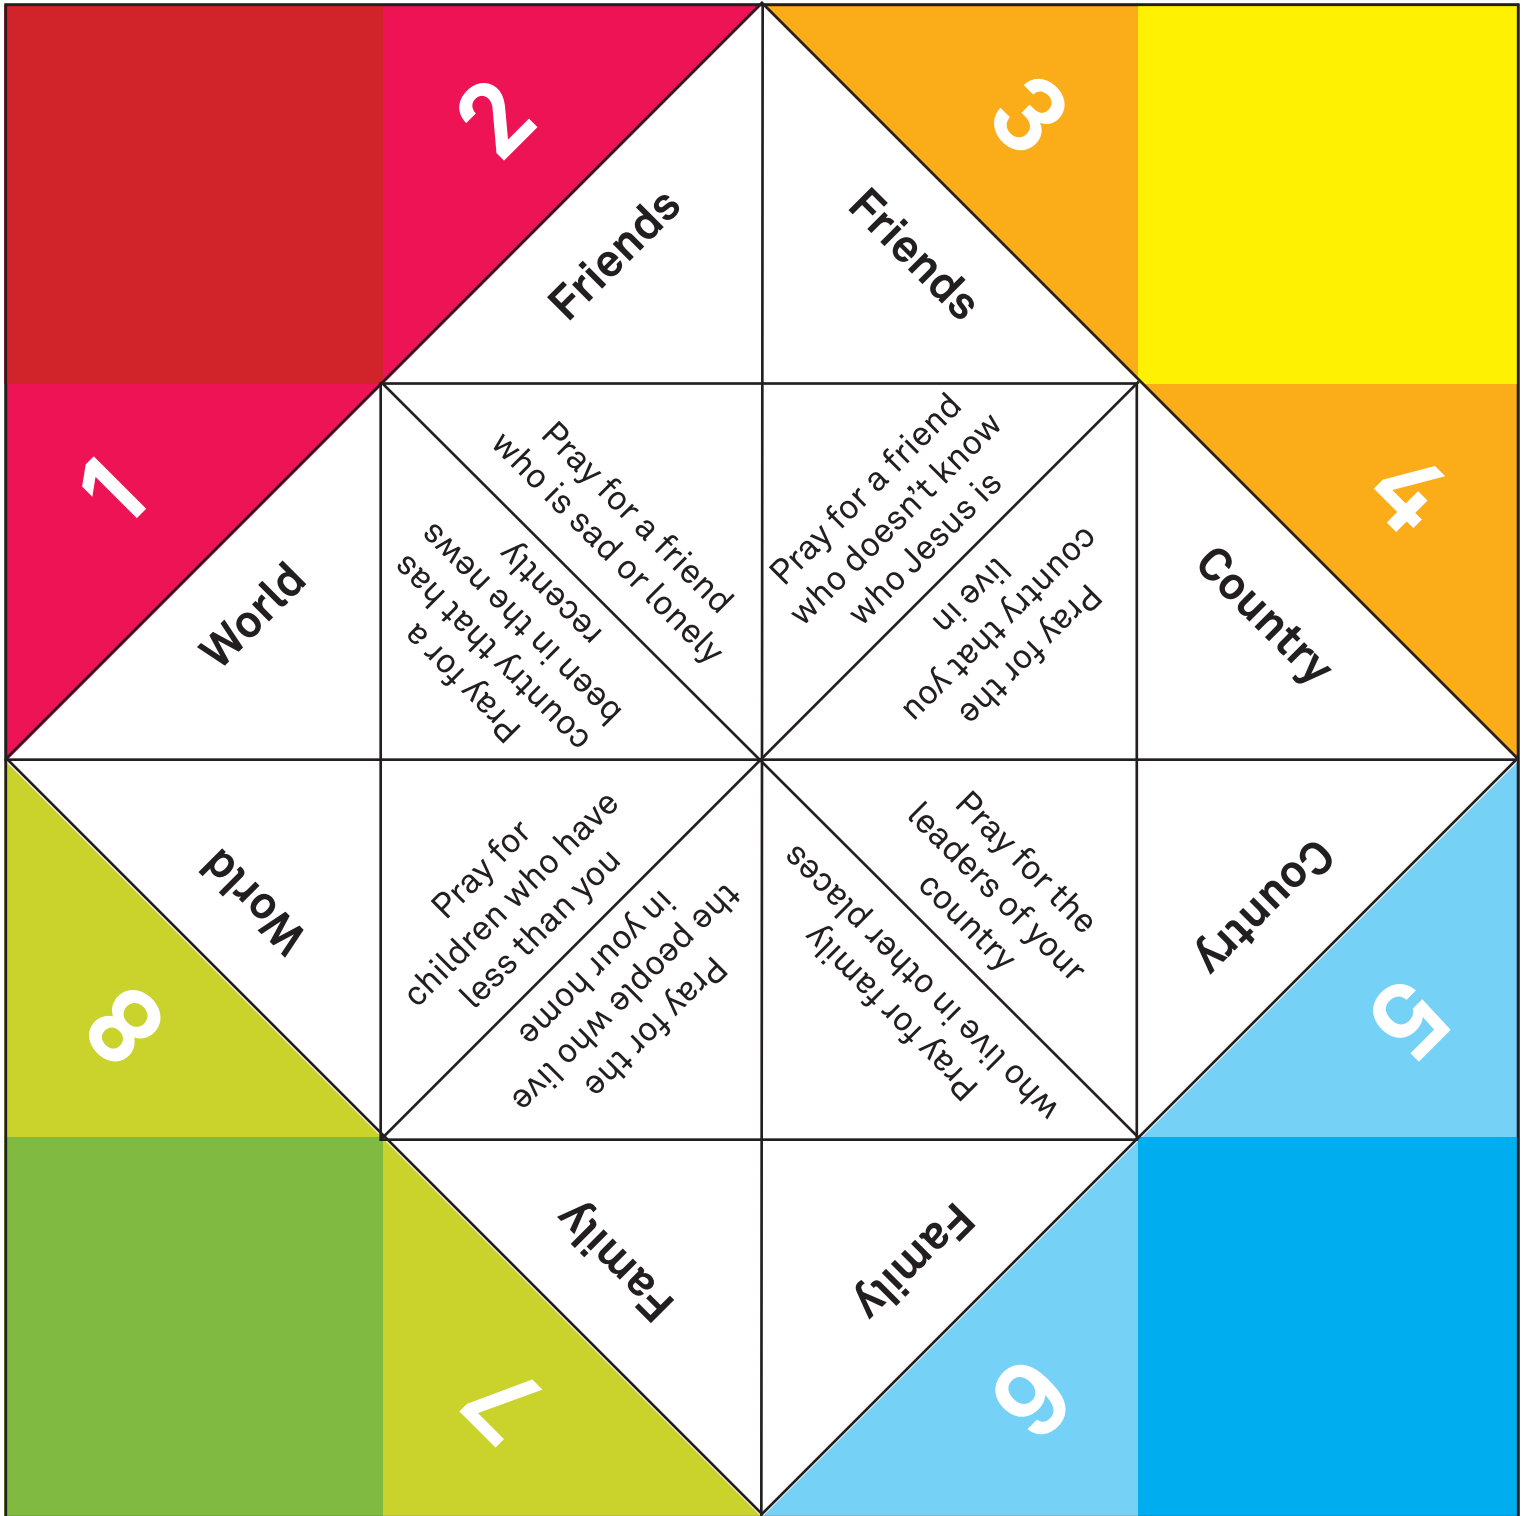 2
3
Friends
Friends
1
4
Pray for a friend
who is sad or lonely
Pray for a friend
who doesn't know
who Jesus is
World
Pray for a
country that has
been in the news
recently
Pray for the
country that you
live in
Country
World
Pray for
children who have
less than you
Pray for the
leaders of your
country
Country
8
Pray for the
the people who live
in your home
Pray for family
who live in other places
5
Family
Family
7
6